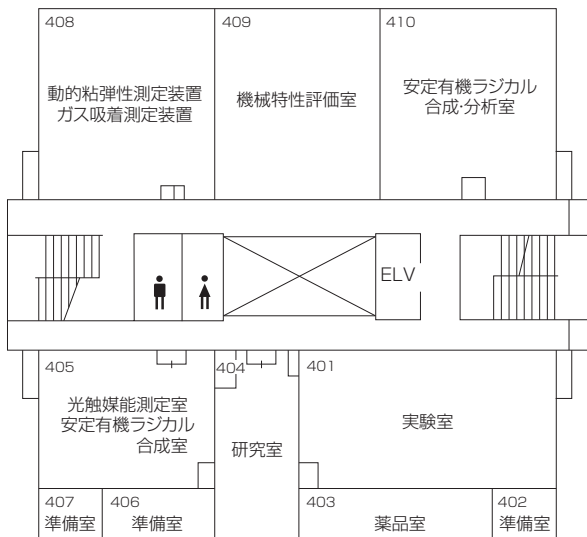 408
動的粘弾性測定装置
ガス吸着測定装置
409
機械特性評価室
410
安定有機ラジカル
合成·分析室
ELV
405
光触媒能測定室
安定有機ラジカル
合成室
404
研究室
401
実験室
407
準備室
406
準備室
403
薬品室
402
準備室